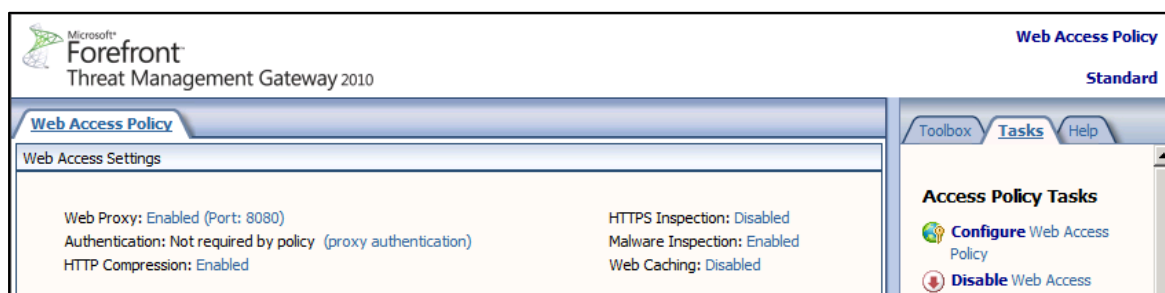 Microsoft®
Forefront
Threat Management Gateway 2010
Web Access Policy
Standard
Web Access Policy
Web Access Settings
Web Proxy: Enabled (Port: 8080)
Authentication: Not required by policy (proxy authentication)
HTTP Compression: Enabled
HTTPS Inspection: Disabled
Malware Inspection: Enabled
Web Caching: Disabled
Toolbox Tasks Help
Access Policy Tasks
Configure Web Access
Policy
Disable Web Access